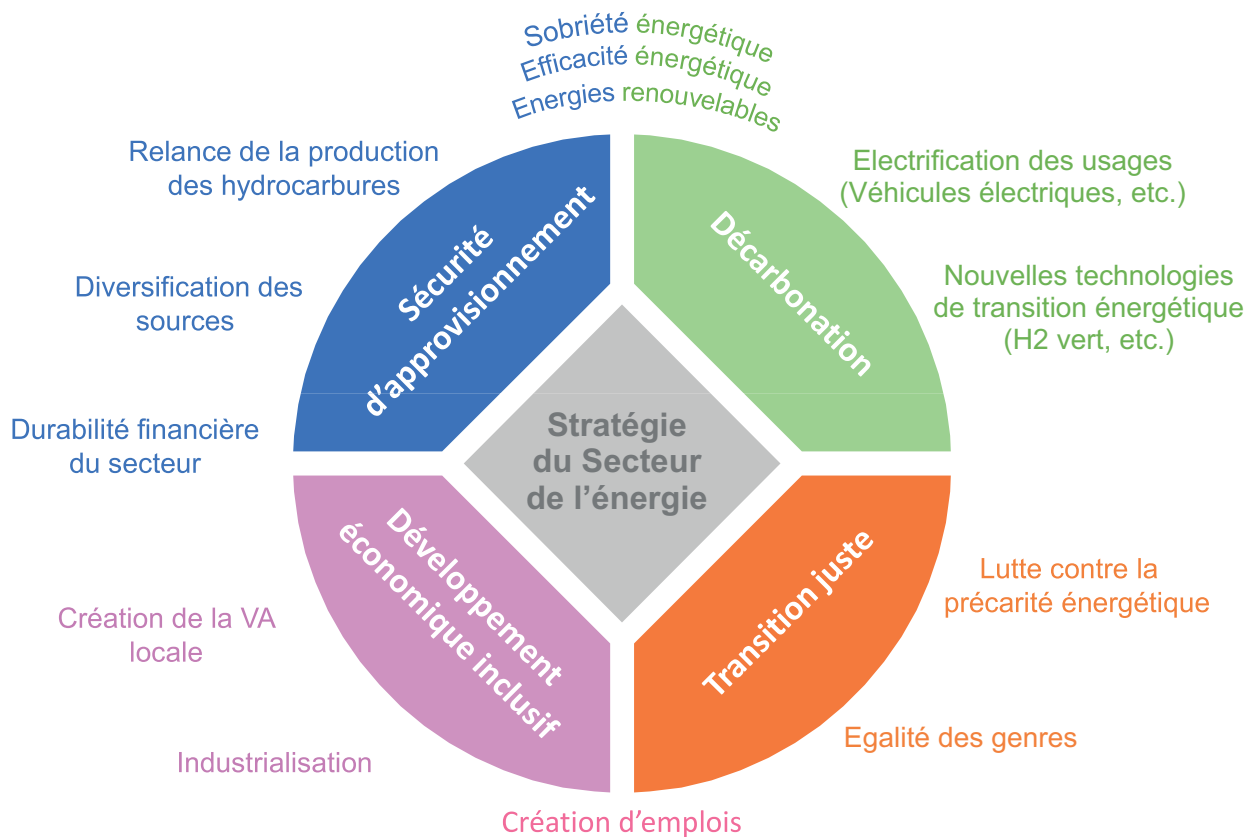 Sobriété énergétique
Efficacité énergétique
Energies renouvelables
Relance de la production
des hydrocarbures
Diversification des
sources
Durabilité financière
du secteur
Sécurité
d'approvisionnement
Décarbonation
Electrification des usages
(Véhicules électriques, etc.)
Nouvelles technologies
de transition énergétique
(H2 vert, etc.)
Stratégie
du Secteur
de l'énergie
Développement
économique inclusif
Transition juste
Création de la VA
locale
Industrialisation
Lutte contre la
précarité énergétique
Egalité des genres
Création d'emplois